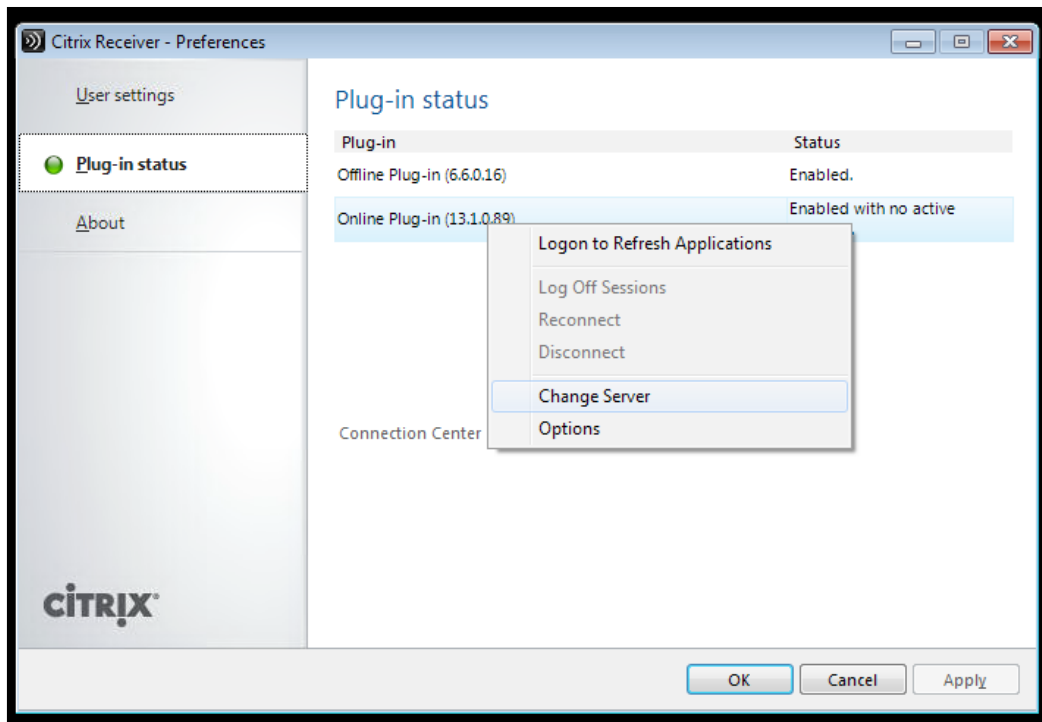 Citrix Receiver - Preferences
User settings
Plug-in status
About
Plug-in status
Plug-in Status
Offline Plug-in (6.6.0.16) Enabled.
Online Plug-in (13.1.0.89) Enabled with no active
Logon to Refresh Applications
Log Off Sessions
Reconnect
Disconnect
Change Server
Options
Connection Center
CITRIX
OK Cancel Apply